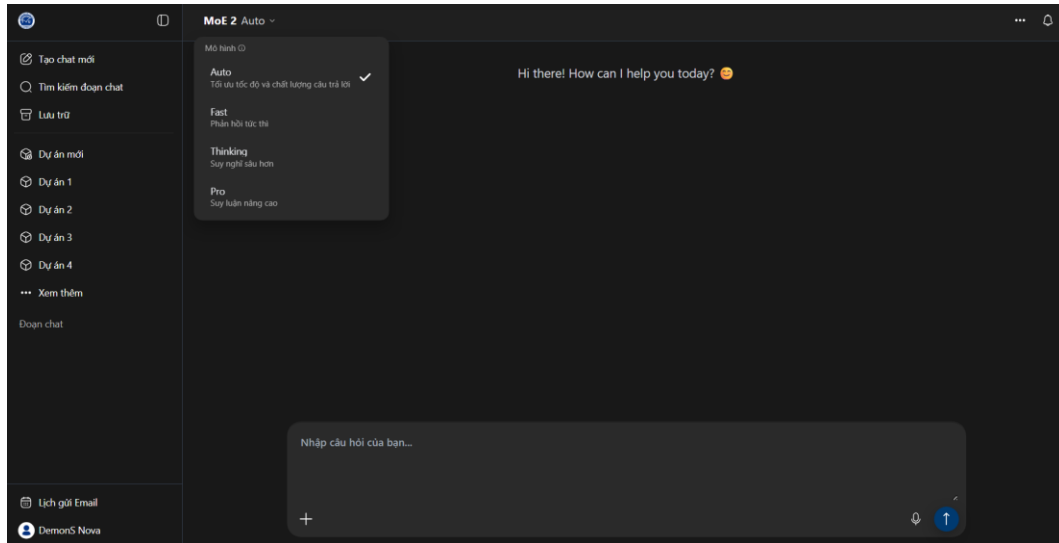 MoE 2 Auto
Tạo chat mới
Tìm kiếm đoạn chat
Lưu trữ
Dự án mới
Dự án 1
Dự án 2
Dự án 3
Dự án 4
Xem thêm
Đoạn chat
Lịch gửi Email
DemonS Nova
Mô hình
Auto
Tối ưu tốc độ và chất lượng câu trả lời
Fast
Phản hồi tức thì
Thinking
Suy nghĩ sâu hơn
Pro
Suy luận nâng cao
Hi there! How can I help you today? 😊
Nhập câu hỏi của bạn...